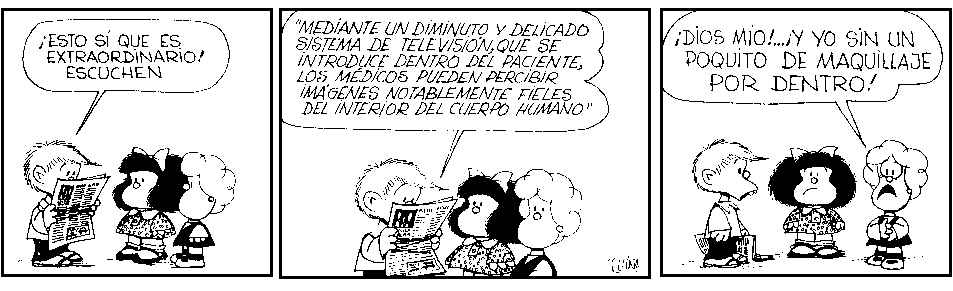 ¡ESTO SÍ QUE ES
EXTRAORDINARIO!
ESCUCHEN
"MEDIANTE UN DIMINUTO Y DELICADO
SISTEMA DE TELEVISIÓN, QUE SE
INTRODUCE DENTRO DEL PACIENTE,
LOS MÉDICOS PUEDEN PERCIBIR
IMÁGENES NOTABLEMENTE FIELES
DEL INTERIOR DEL CUERPO HUMANO"
¡DIOS MIO!...¡Y YO SIN UN
POQUITO DE MAQUILLAJE
POR DENTRO!